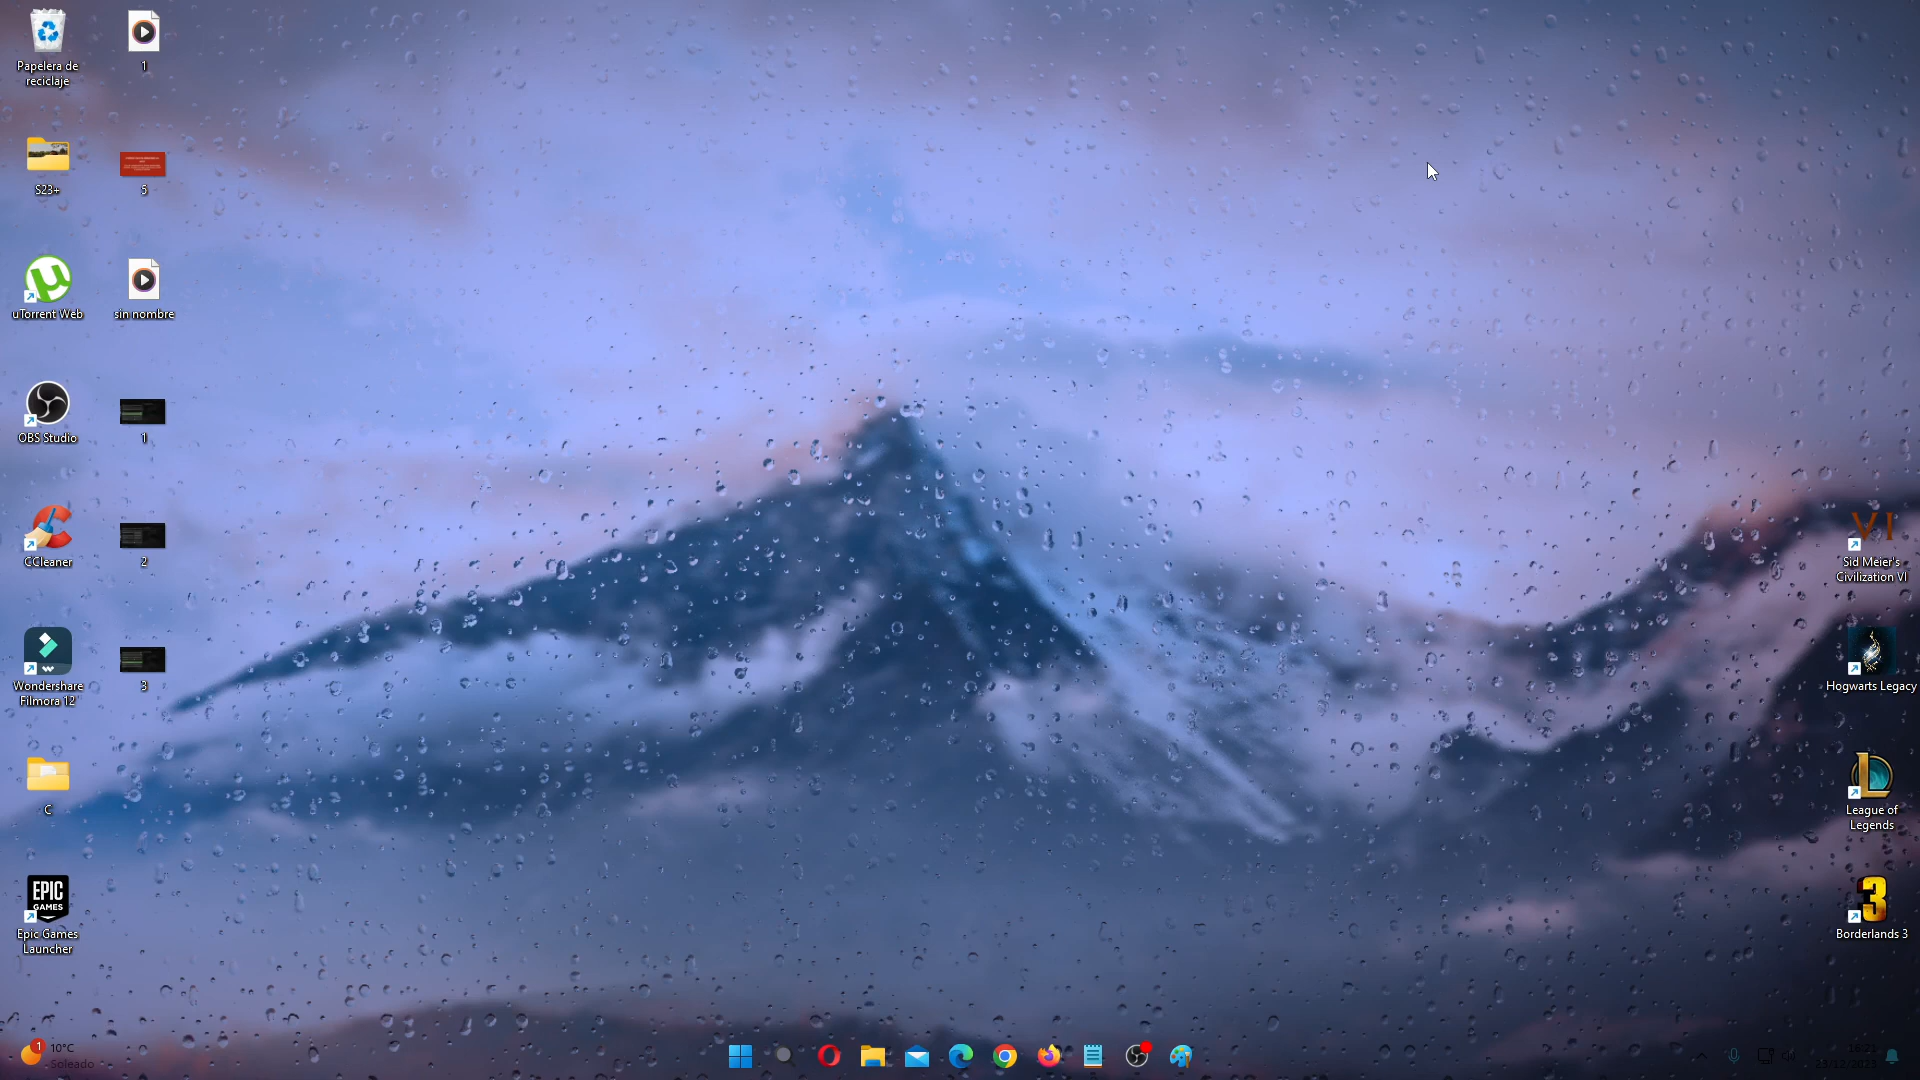 Papelera de
reciclaje
1
S23+
5
uTorrent Web
sin nombre
OBS Studio
1
CCleaner
2
Wondershare
Filmora 12
3
C
EPIC
GAMES
Epic Games
Launcher
VI
Sid Meier's
Civilization VI
Hogwarts Legacy
League of
Legends
3
Borderlands 3
1
10°C
Soleado